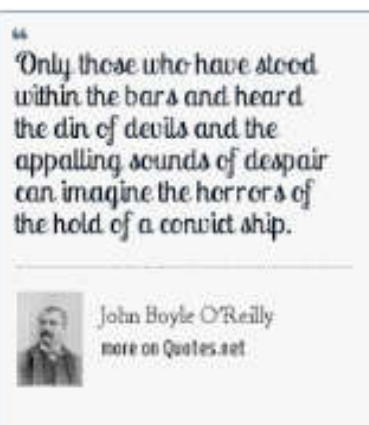 “
Only those who have stood
within the bars and heard
the din of devils and the
appalling sounds of despair
can imagine the horrors of
the hold of a convict ship.
John Boyle O'Reilly
more on Quotes.net